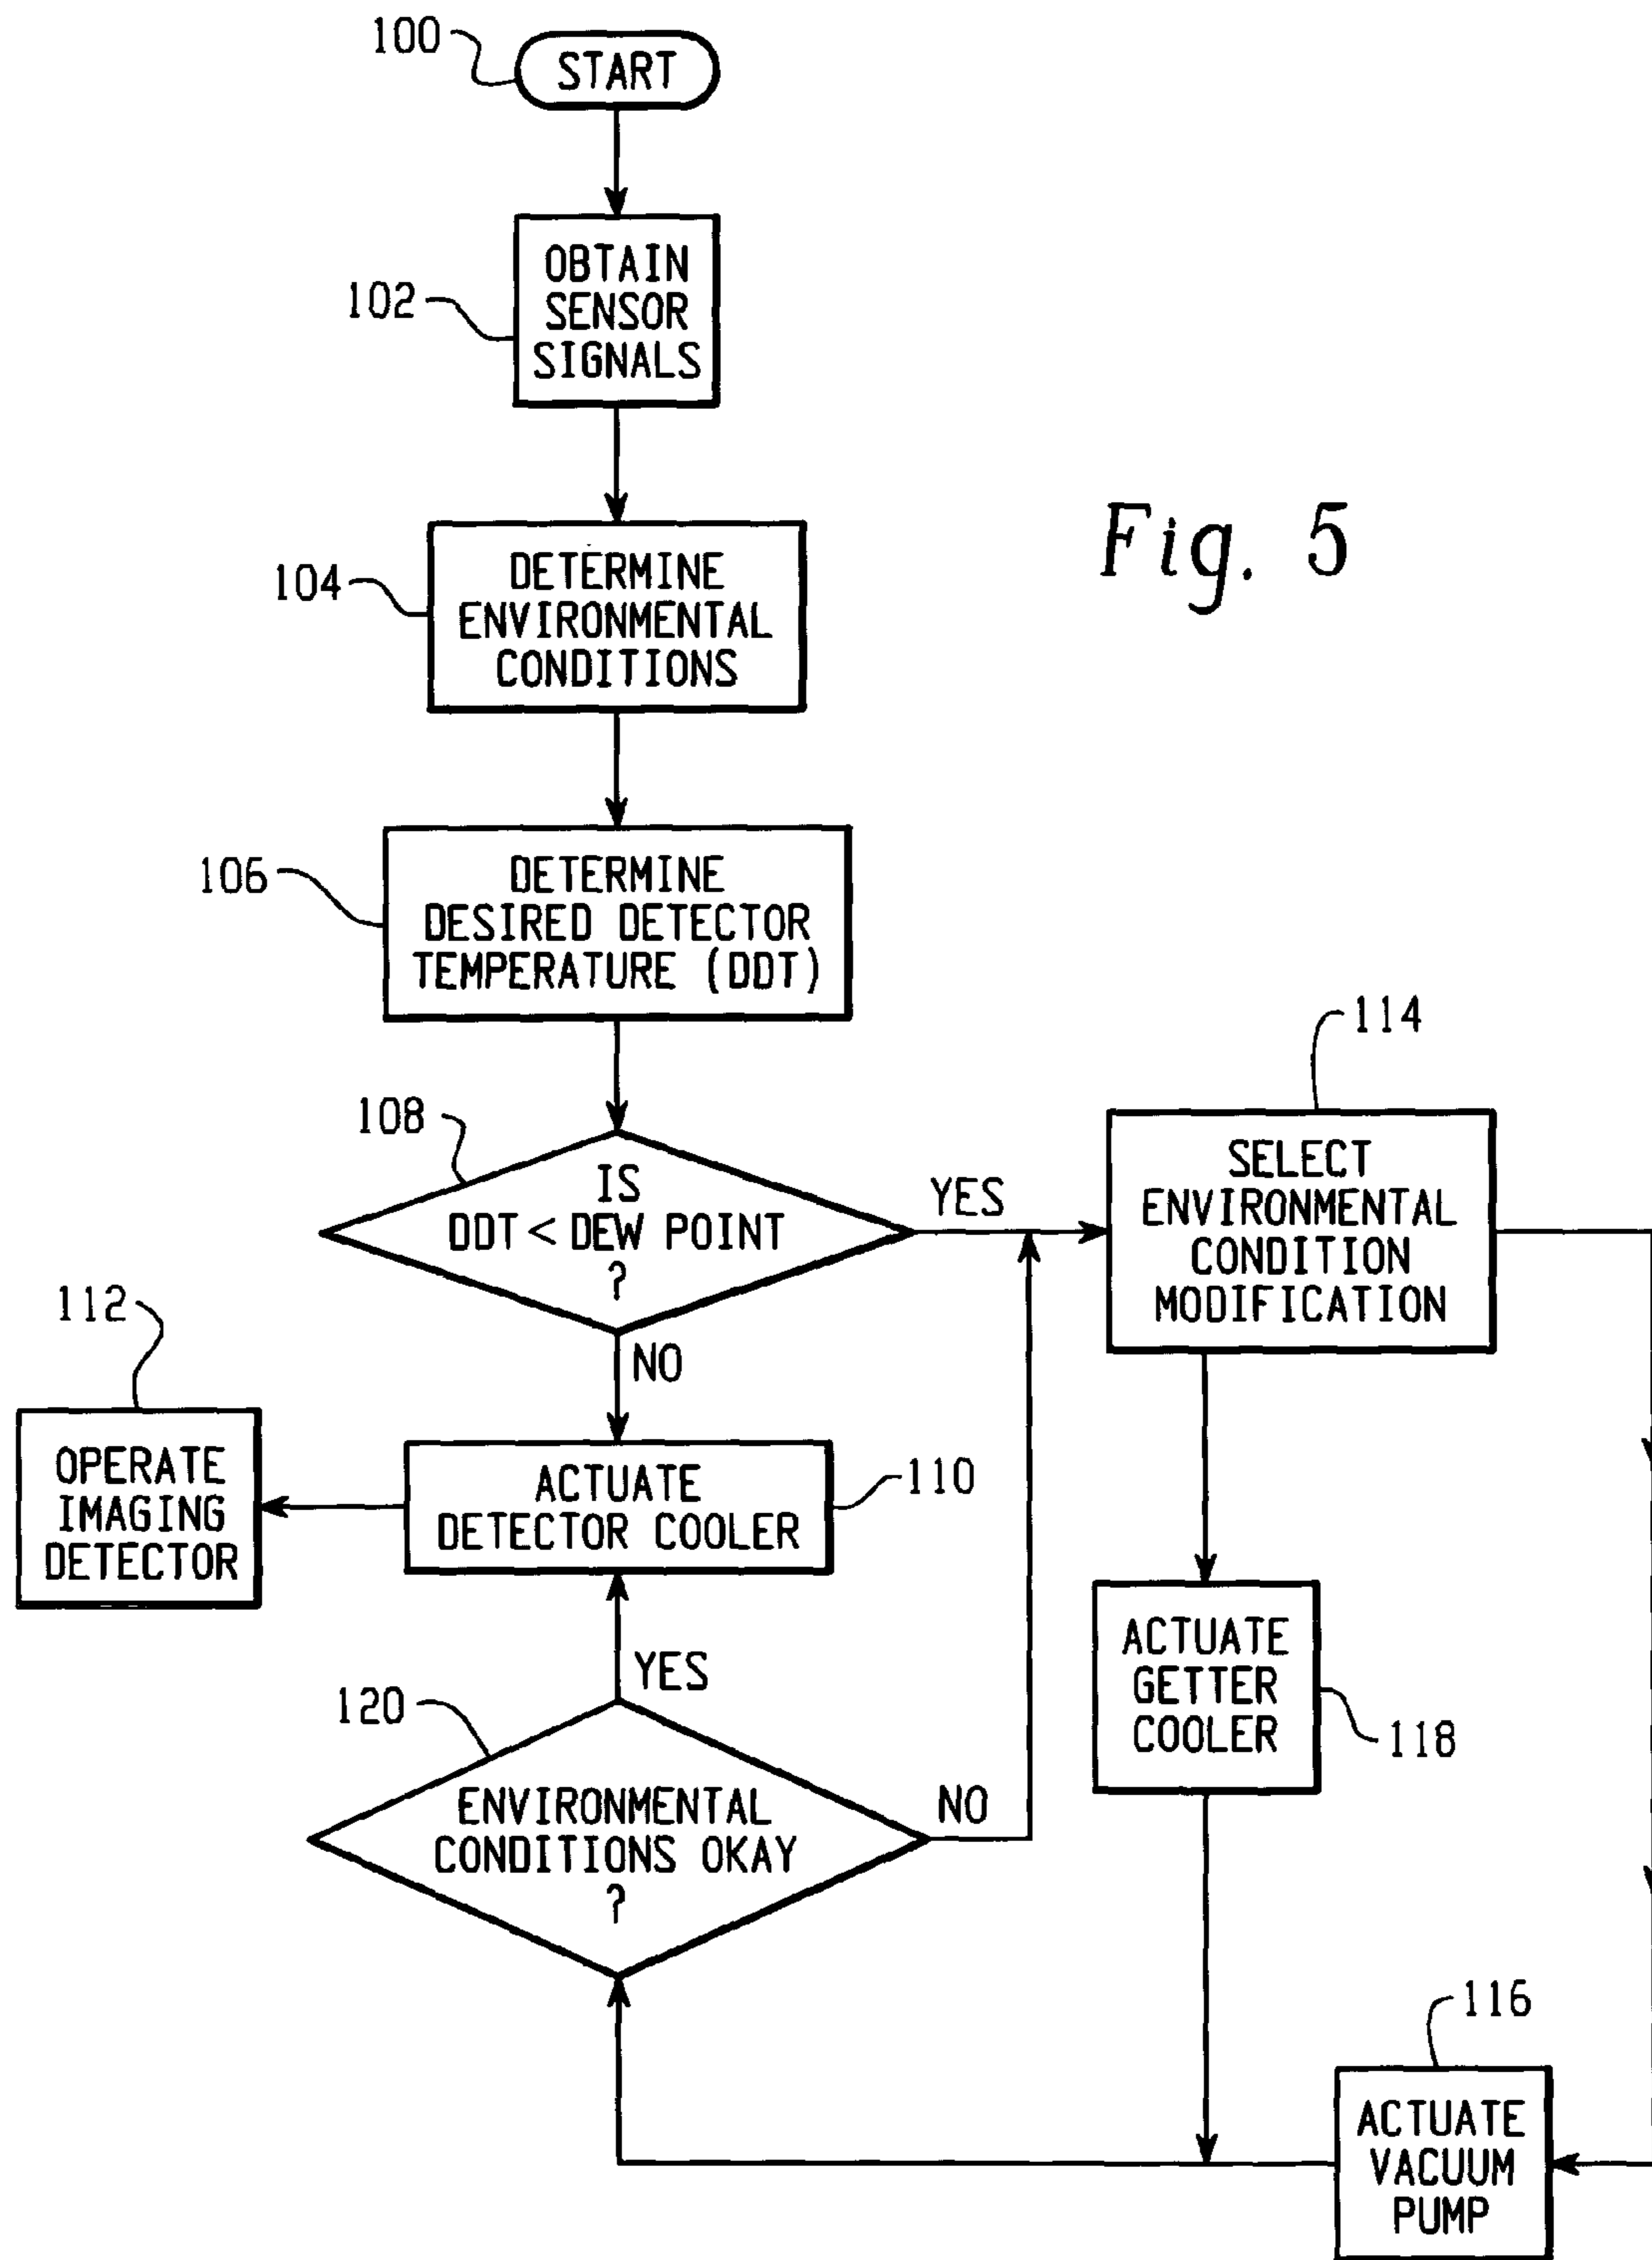 100
START
102
OBTAIN
SENSOR
SIGNALS
Fig. 5
104
DETERMINE
ENVIRONMENTAL
CONDITIONS
106
DETERMINE
DESIRED DETECTOR
TEMPERATURE (DDT)
108
IS
DDT < DEW POINT
?
YES
NO
114
SELECT
ENVIRONMENTAL
CONDITION
MODIFICATION
112
OPERATE
IMAGING
DETECTOR
ACTUATE
DETECTOR COOLER
110
YES
120
ENVIRONMENTAL
CONDITIONS OKAY
?
NO
ACTUATE
GETTER
COOLER
118
116
ACTUATE
VACUUM
PUMP